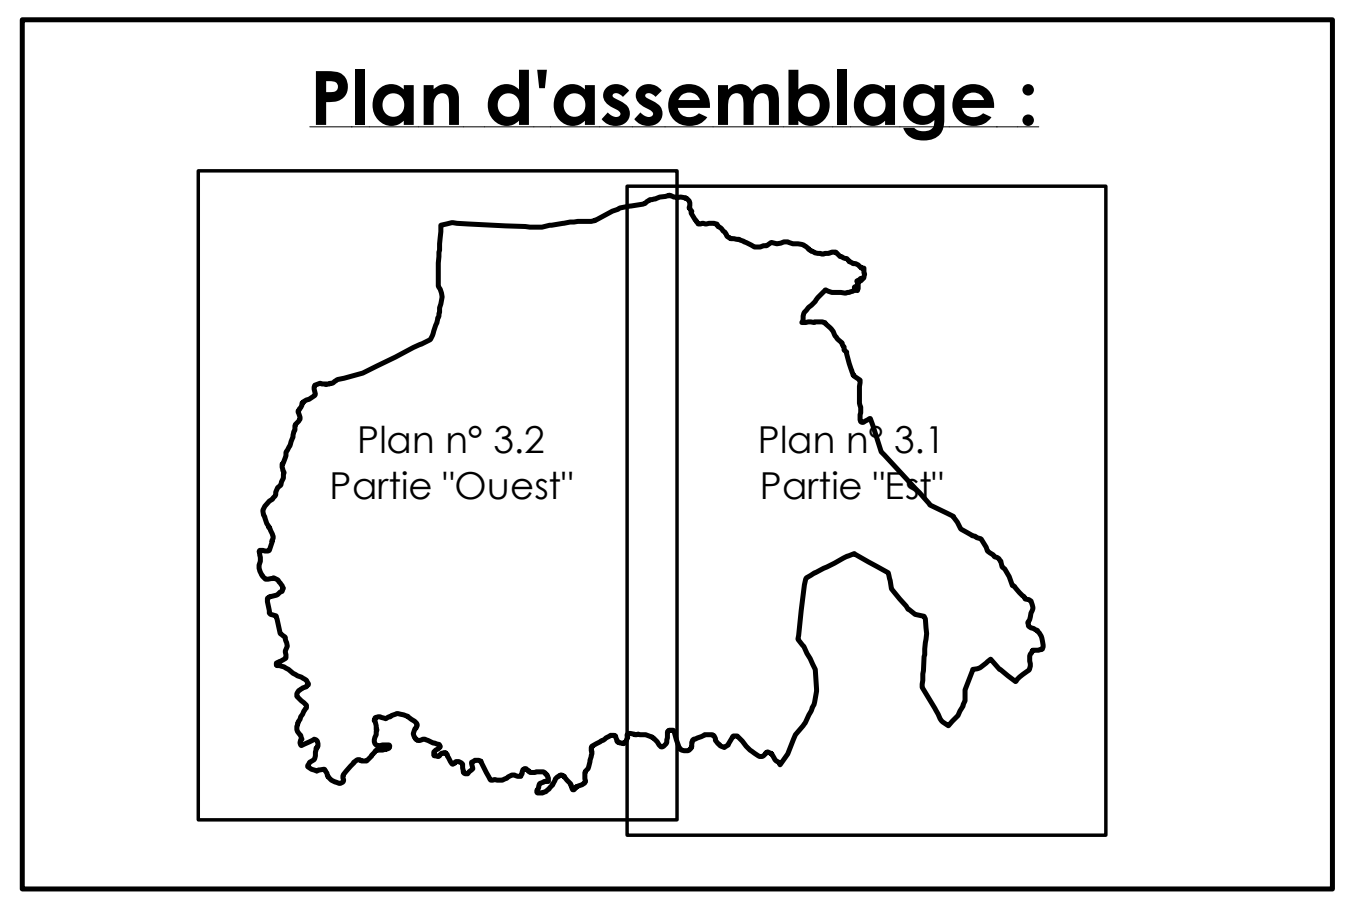 Plan d'assemblage :
Plan n° 3.2
Partie "Ouest"
Plan n° 3.1
Partie "Est"